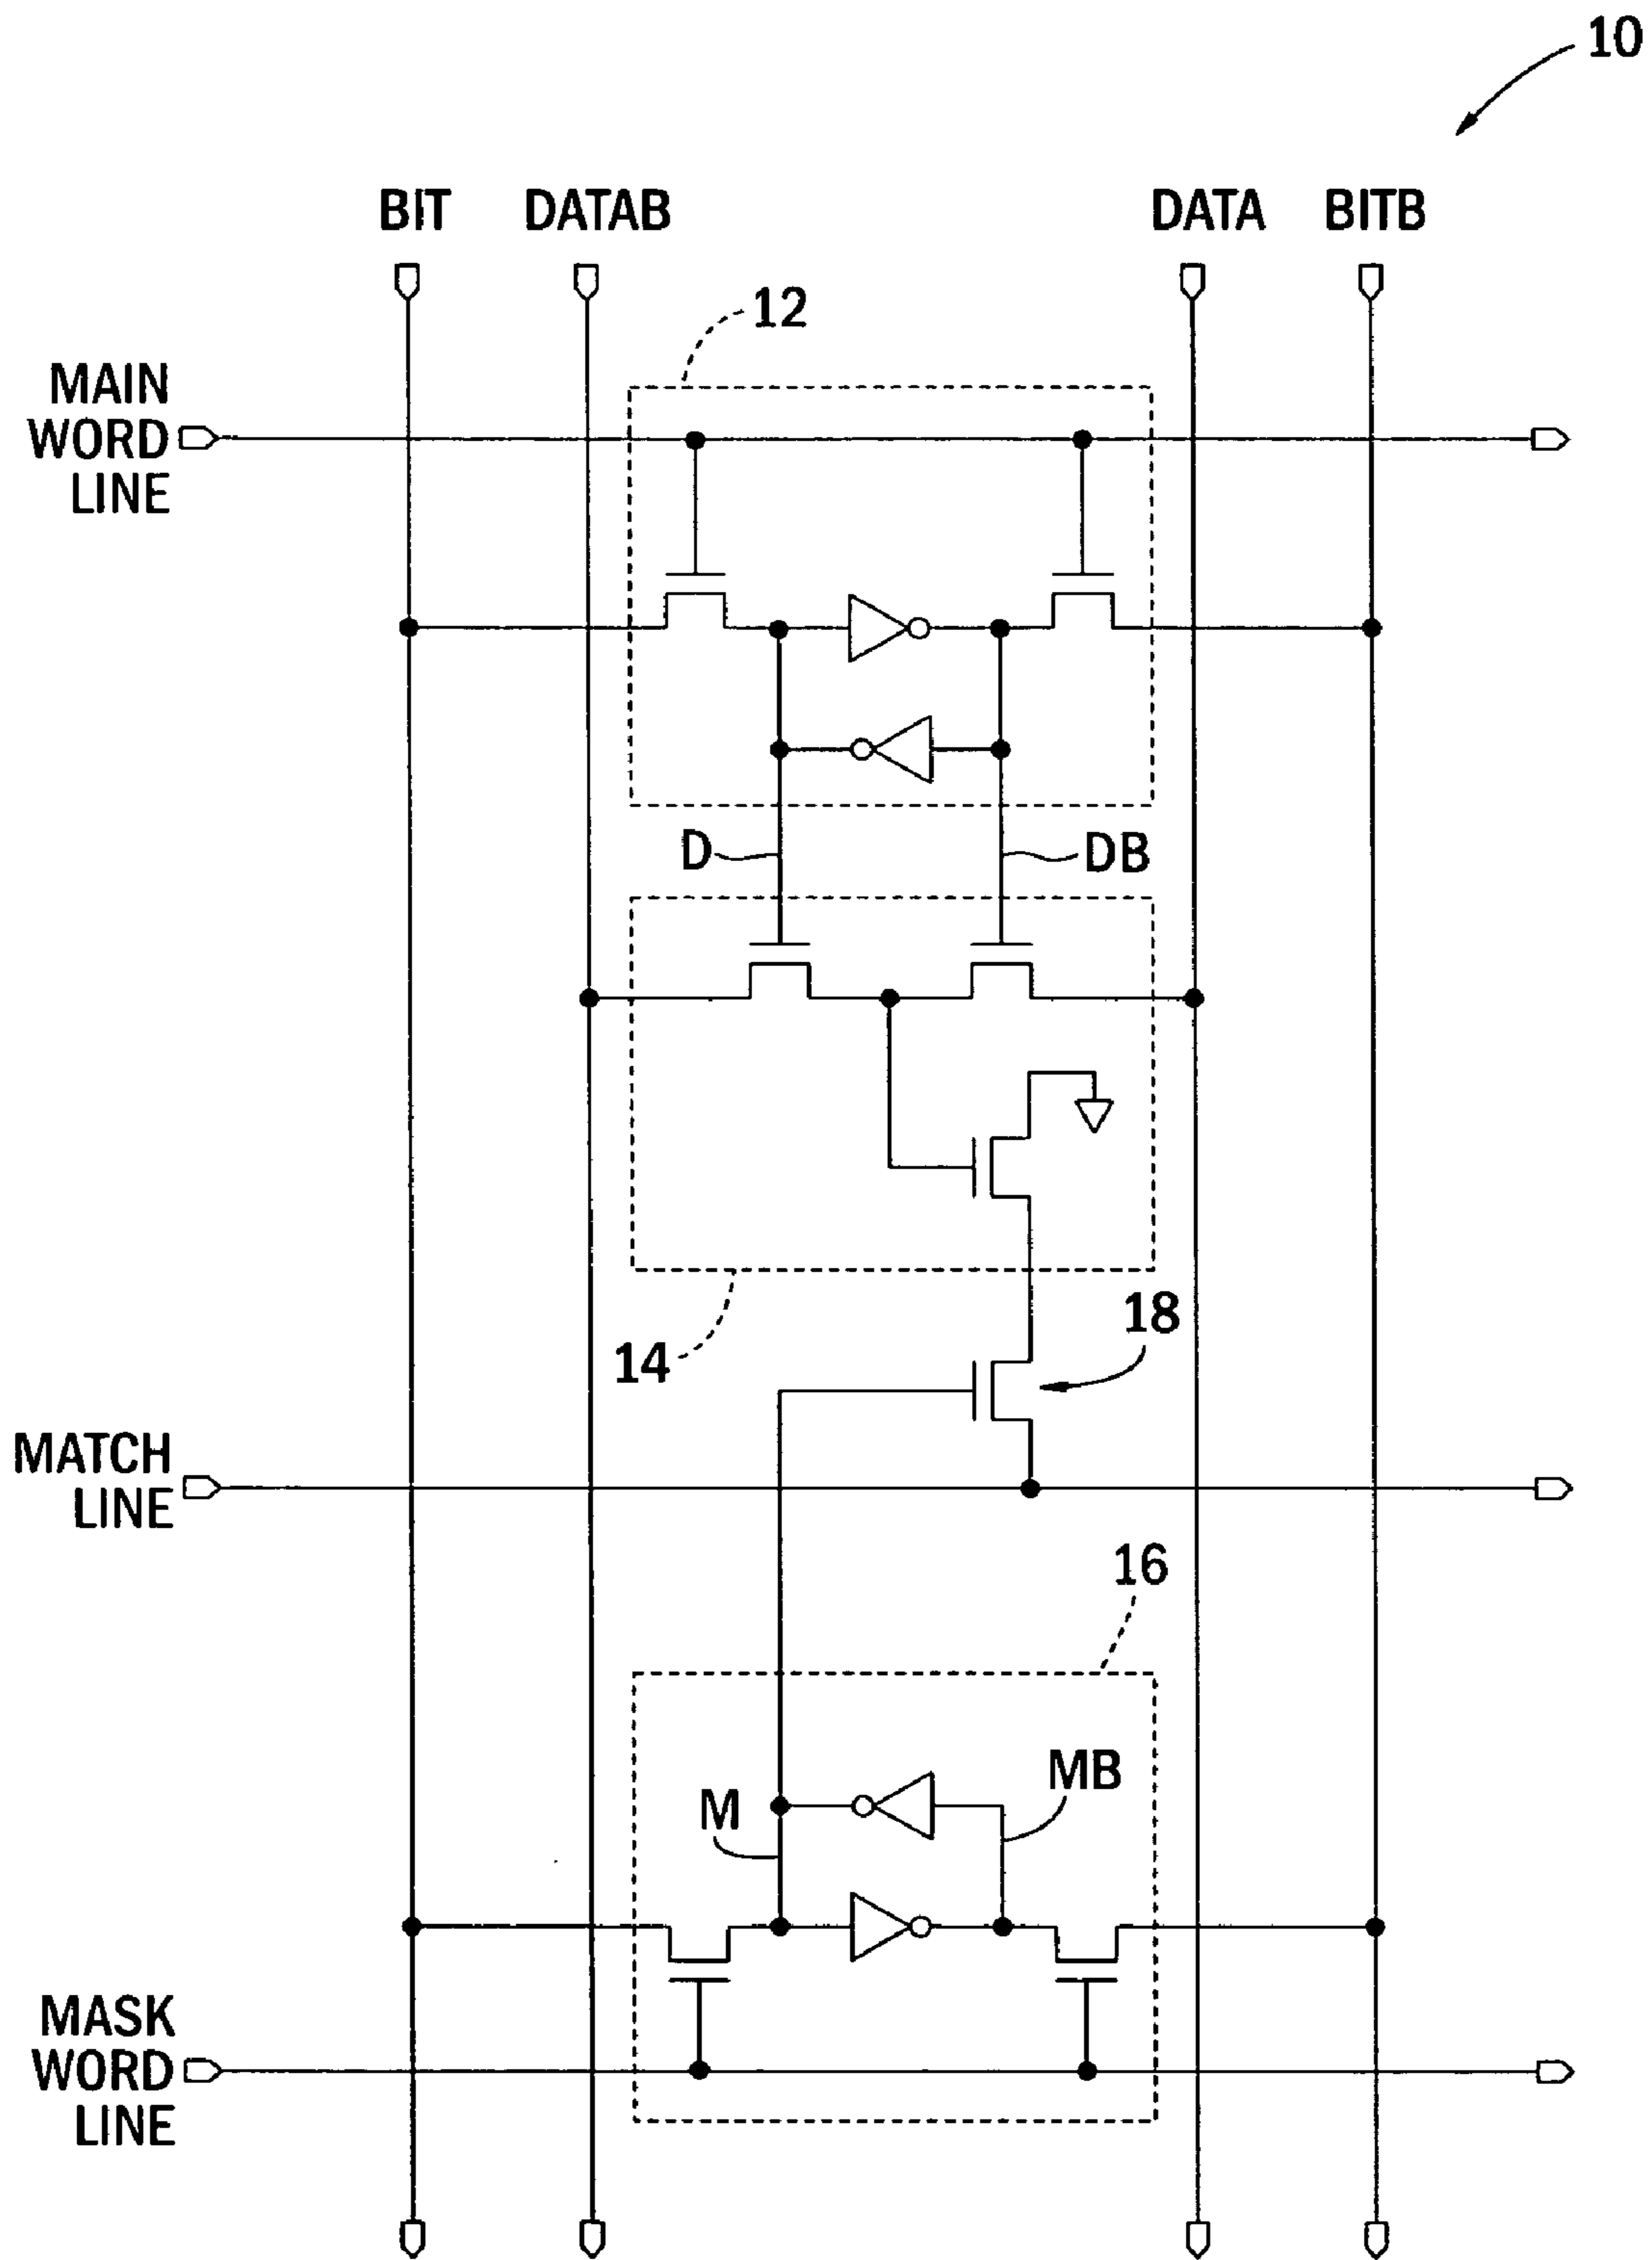 10
BIT DATAB DATA BITB
12
MAIN
WORD
LINE
D DB
14
18
MATCH
LINE
16
M MB
MASK
WORD
LINE